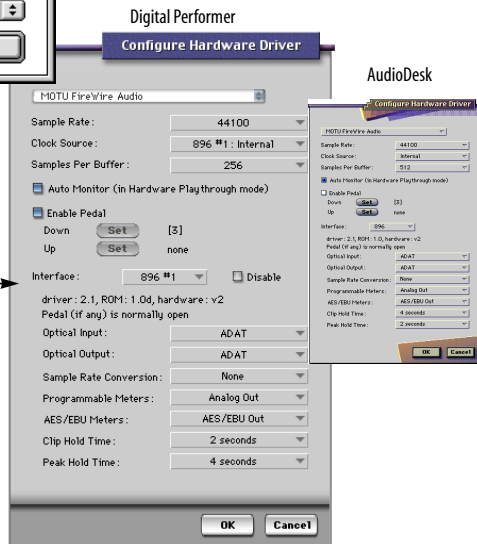 Digital Performer
Configure Hardware Driver
MOTU FireWire Audio
Sample Rate: 44100
Clock Source: 896 #1 : Internal
Samples Per Buffer: 256
Auto Monitor (in Hardware Playthrough mode)
Enable Pedal
Down Set [3]
Up Set none
Interface: 896 #1 Disable
driver: 2.1, ROM: 1.0d, hardware: v2
Pedal (if any) is normally open
Optical Input: ADAT
Optical Output: ADAT
Sample Rate Conversion: None
Programmable Meters: Analog Out
AES/EBU Meters: AES/EBU Out
Clip Hold Time: 2 seconds
Peak Hold Time: 4 seconds
OK Cancel
AudioDesk
Configure Hardware Driver
MOTU FireWire Audio
Sample Rate: 44100
Clock Source: Internal
Samples Per Buffer: 512
Auto Monitor (in Hardware Playthrough mode)
Enable Pedal
Down Set [3]
Up Set none
Interface: 896
driver: 2.1, ROM: 1.0, hardware: v2
Pedal (if any) is normally open
Optical Input: ADAT
Optical Output: ADAT
Sample Rate Conversion: None
Programmable Meters: Analog Out
AES/EBU Meters: AES/EBU Out
Clip Hold Time: 4 seconds
Peak Hold Time: 2 seconds
OK Cancel